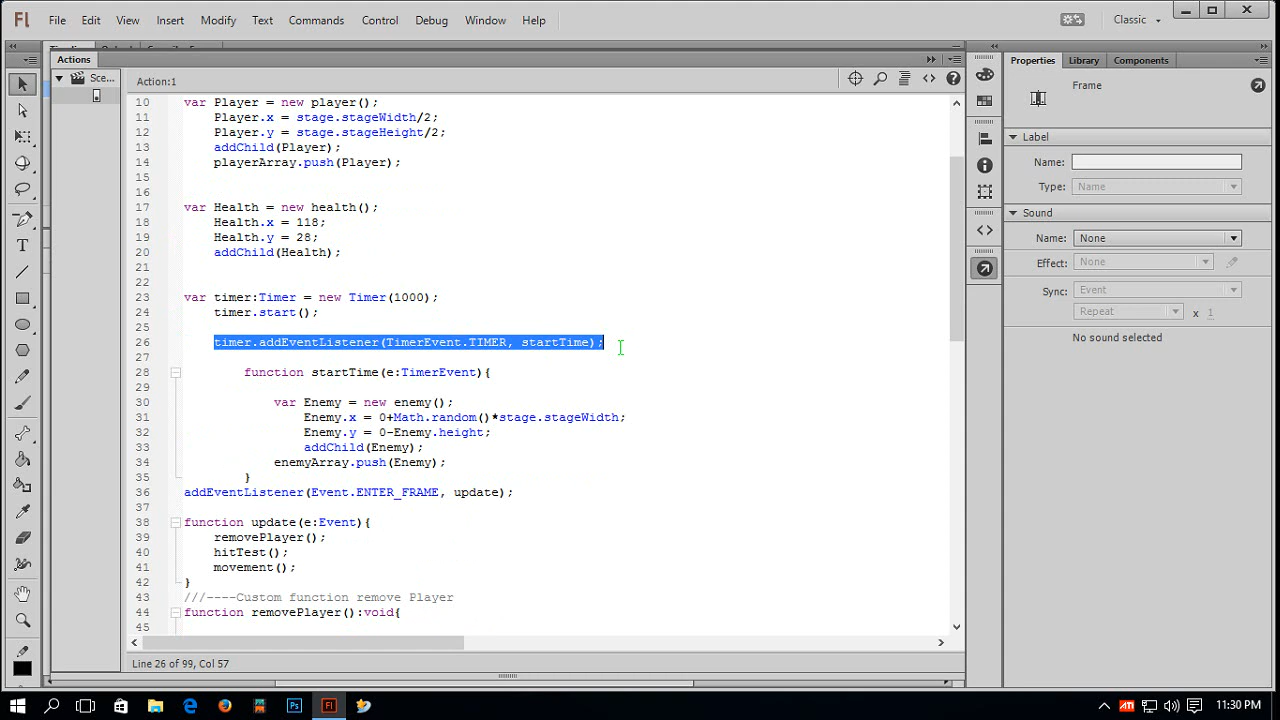 Fl File Edit View Insert Modify Text Commands Control Debug Window Help Classic
Actions
Properties Library Components
Sce...
Action:1
Frame
10 var Player = new player();
11 Player.x = stage.stageWidth/2;
12 Player.y = stage.stageHeight/2;
13 addChild(Player);
14 playerArray.push(Player);
15
16
17 var Health = new health();
18 Health.x = 118;
19 Health.y = 28;
20 addChild(Health);
21
22
23 var timer:Timer = new Timer(1000);
24 timer.start();
25
26 timer.addEventListener(TimerEvent.TIMER, startTime);
27
28 function startTime(e:TimerEvent){
29
30 var Enemy = new enemy();
31 Enemy.x = 0+Math.random()*stage.stageWidth;
32 Enemy.y = 0-Enemy.height;
33 addChild(Enemy);
34 enemyArray.push(Enemy);
35 }
36 addEventListener(Event.ENTER_FRAME, update);
37
38 function update(e:Event){
39 removePlayer();
40 hitTest();
41 movement();
42 }
43 ///----Custom function remove Player
44 function removePlayer():void{
45
Line 26 of 99, Col 57
Label
Name:
Type: Name
Sound
Name: None
Effect: None
Sync: Event
Repeat x 1
No sound selected
Ps Fl ATI 11:30 PM